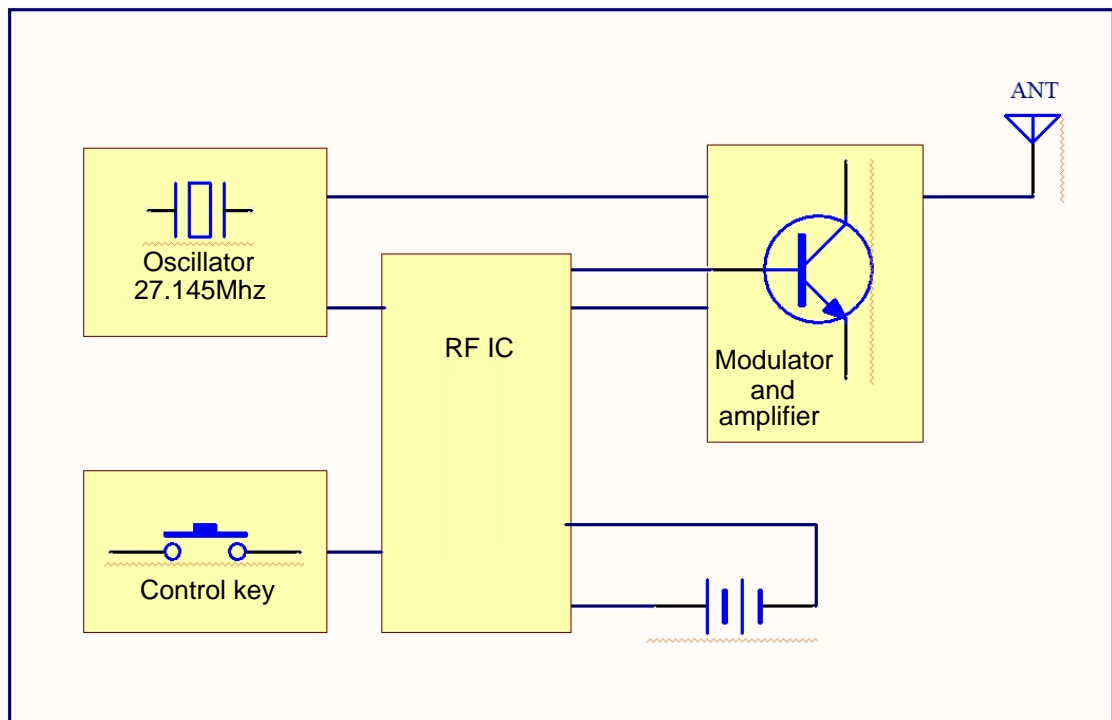 ANT
Oscillator
27.145Mhz
RF IC
Modulator
and
amplifier
Control key